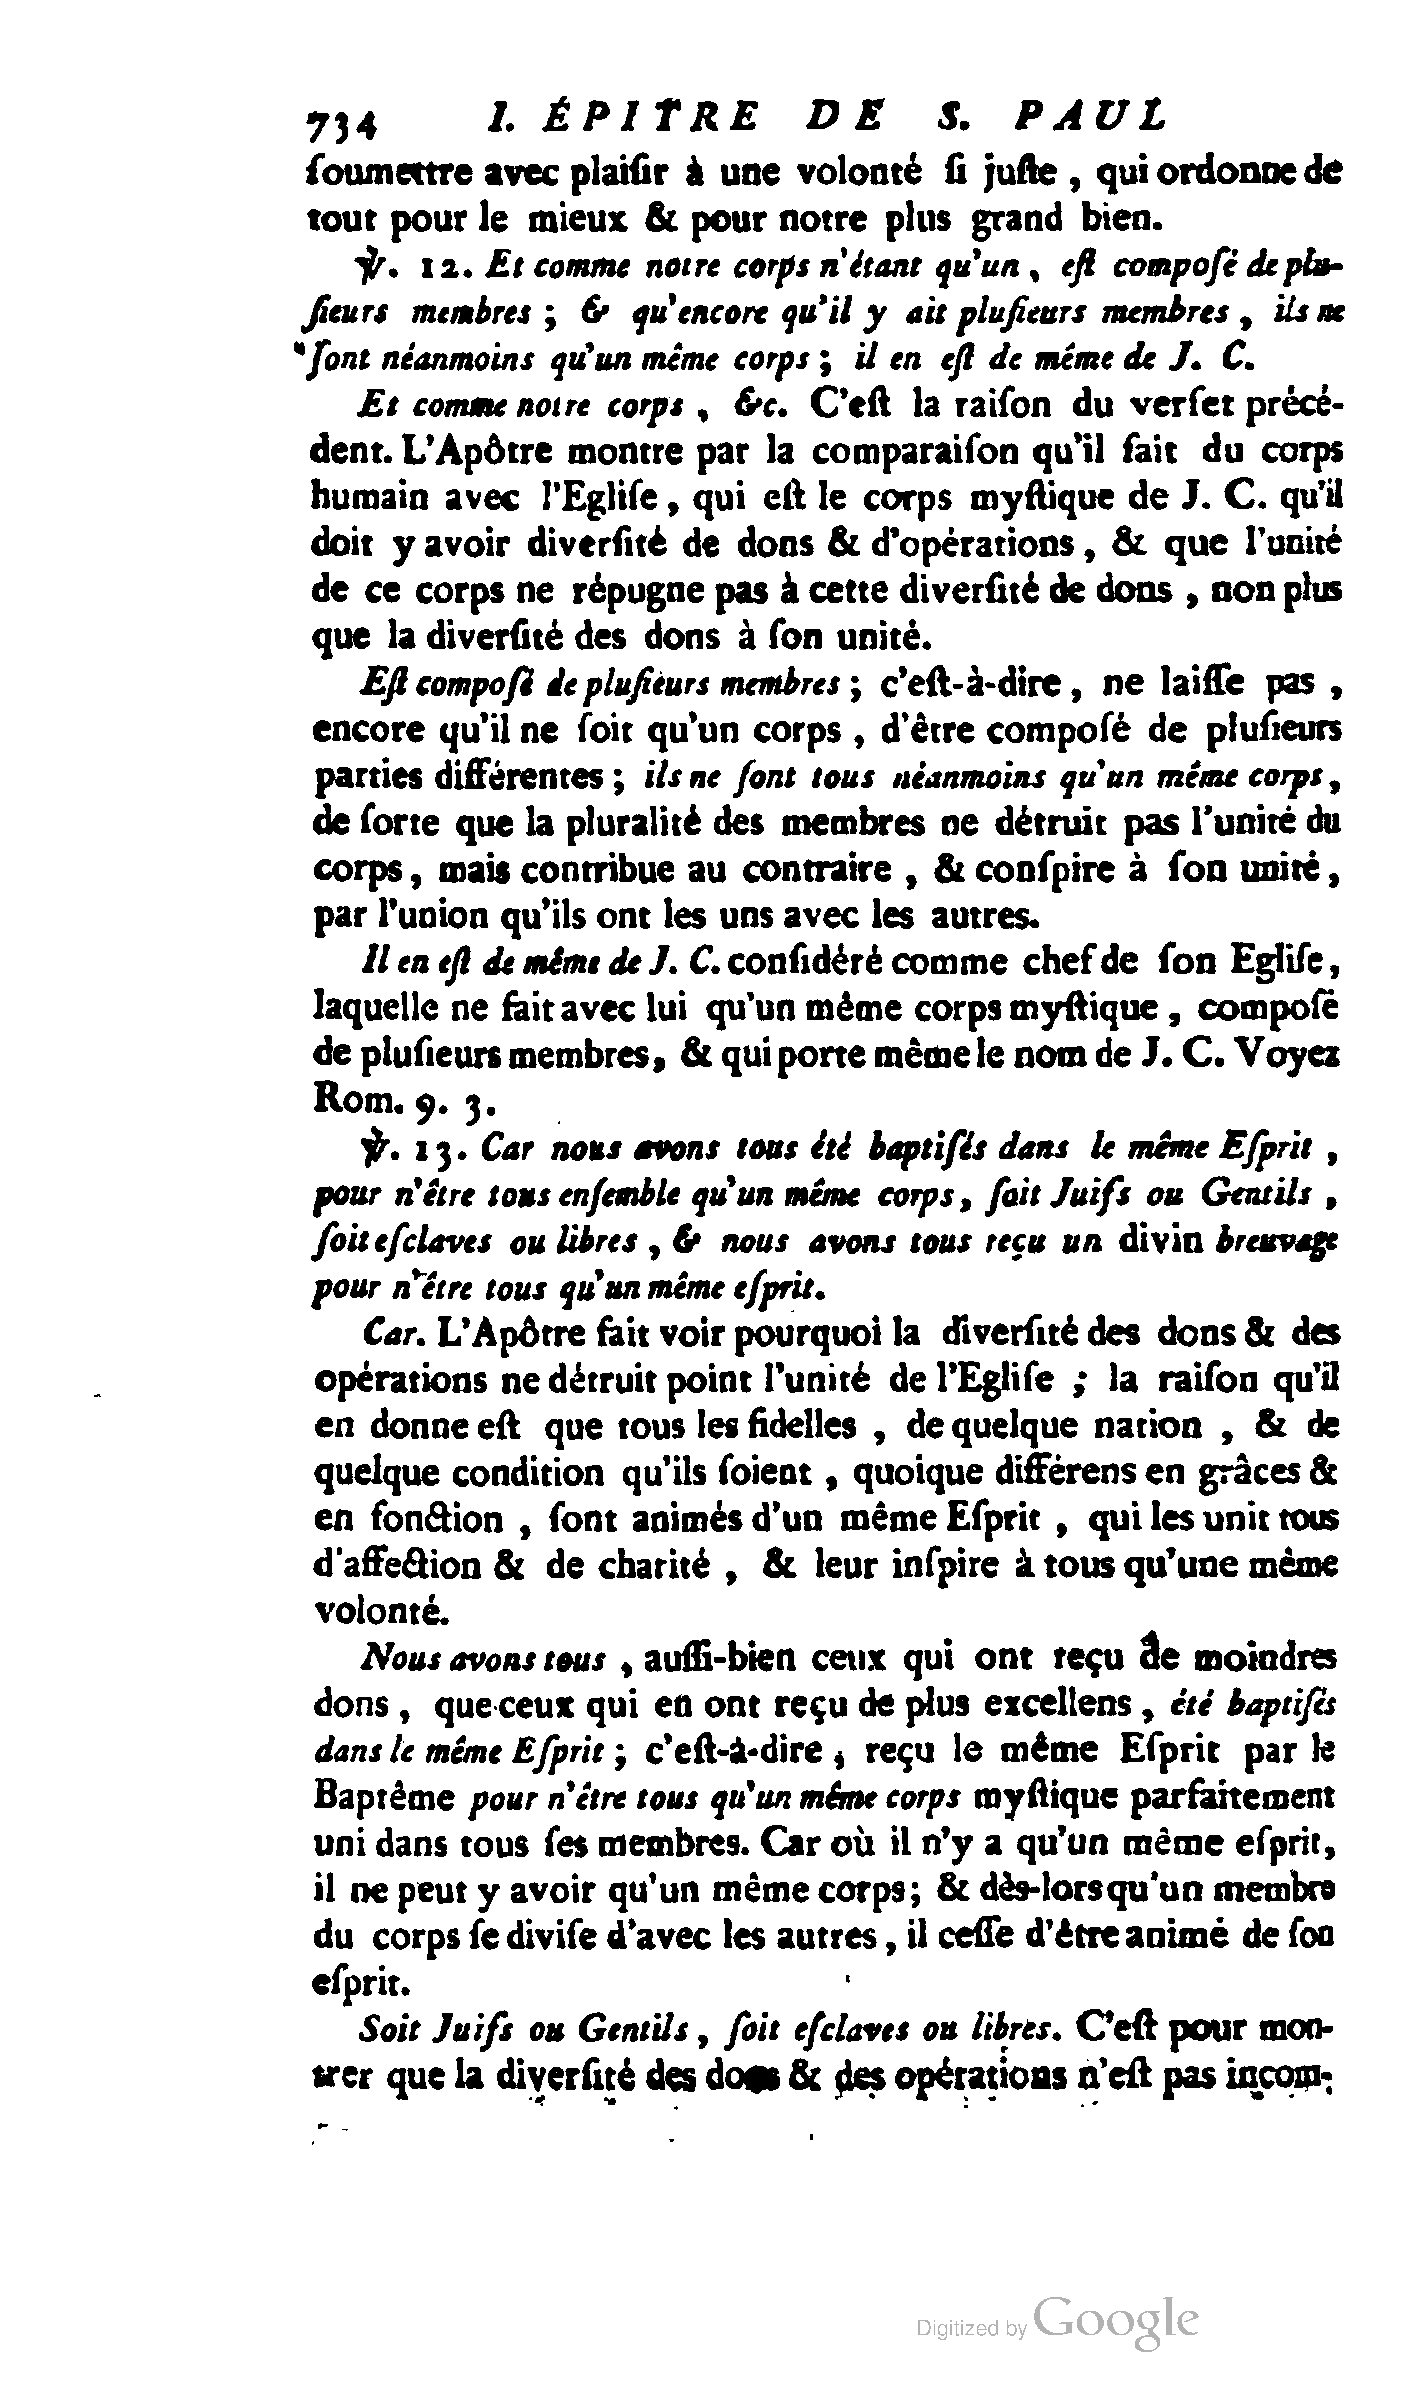 734 I. ÉPITRE DE S. PAUL
ſoumettre avec plaiſir à une volonté ſi juſte, qui ordonne de
tout pour le mieux & pour notre plus grand bien.
℣. 12. Et comme notre corps n'étant qu'un, eſt compoſé de plu-
ſieurs membres ; & qu'encore qu'il y ait pluſieurs membres, ils ne
ſont néanmoins qu'un même corps ; il en eſt de même de J. C.
Et comme notre corps, &c. C'eſt la raiſon du verſet précé-
dent. L'Apôtre montre par la comparaiſon qu'il fait du corps
humain avec l'Egliſe, qui eſt le corps myſtique de J. C. qu'il
doit y avoir diverſité de dons & d'opérations, & que l'unité
de ce corps ne répugne pas à cette diverſité de dons, non plus
que la diverſité des dons à ſon unité.
Eſt compoſé de pluſieurs membres ; c'eſt-à-dire, ne laiſſe pas,
encore qu'il ne ſoit qu'un corps, d'être compoſé de pluſieurs
parties différentes ; ils ne ſont tous néanmoins qu'un même corps,
de ſorte que la pluralité des membres ne détruit pas l'unité du
corps, mais contribue au contraire, & conſpire à ſon unité,
par l'union qu'ils ont les uns avec les autres.
Il en eſt de même de J. C. conſidéré comme chef de ſon Egliſe,
laquelle ne fait avec lui qu'un même corps myſtique, compoſé
de pluſieurs membres, & qui porte même le nom de J. C. Voyez
Rom. 9. 3.
℣. 13. Car nous avons tous été baptiſés dans le même Eſprit,
pour n'être tous enſemble qu'un même corps, ſoit Juifs ou Gentils,
ſoit eſclaves ou libres, & nous avons tous reçu un divin breuvage
pour n'être tous qu'un même eſprit.
Car. L'Apôtre fait voir pourquoi la diverſité des dons & des
opérations ne détruit point l'unité de l'Egliſe ; la raiſon qu'il
en donne eſt que tous les fidelles, de quelque nation, & de
quelque condition qu'ils ſoient, quoique différens en grâces &
en fonction, ſont animés d'un même Eſprit, qui les unit tous
d'affection & de charité, & leur inſpire à tous qu'une même
volonté.
Nous avons tous, auſſi-bien ceux qui ont reçu de moindres
dons, que ceux qui en ont reçu de plus excellens, été baptiſés
dans le même Eſprit ; c'eſt-à-dire, reçu le même Eſprit par le
Baptême pour n'être tous qu'un même corps myſtique parfaitement
uni dans tous ſes membres. Car où il n'y a qu'un même eſprit,
il ne peut y avoir qu'un même corps ; & dès-lors qu'un membre
du corps ſe diviſe d'avec les autres, il ceſſe d'être animé de ſon
eſprit.
Soit Juifs ou Gentils, ſoit eſclaves ou libres. C'eſt pour mon-
trer que la diverſité des dons & des opérations n'eſt pas incom-
Digitized by Google